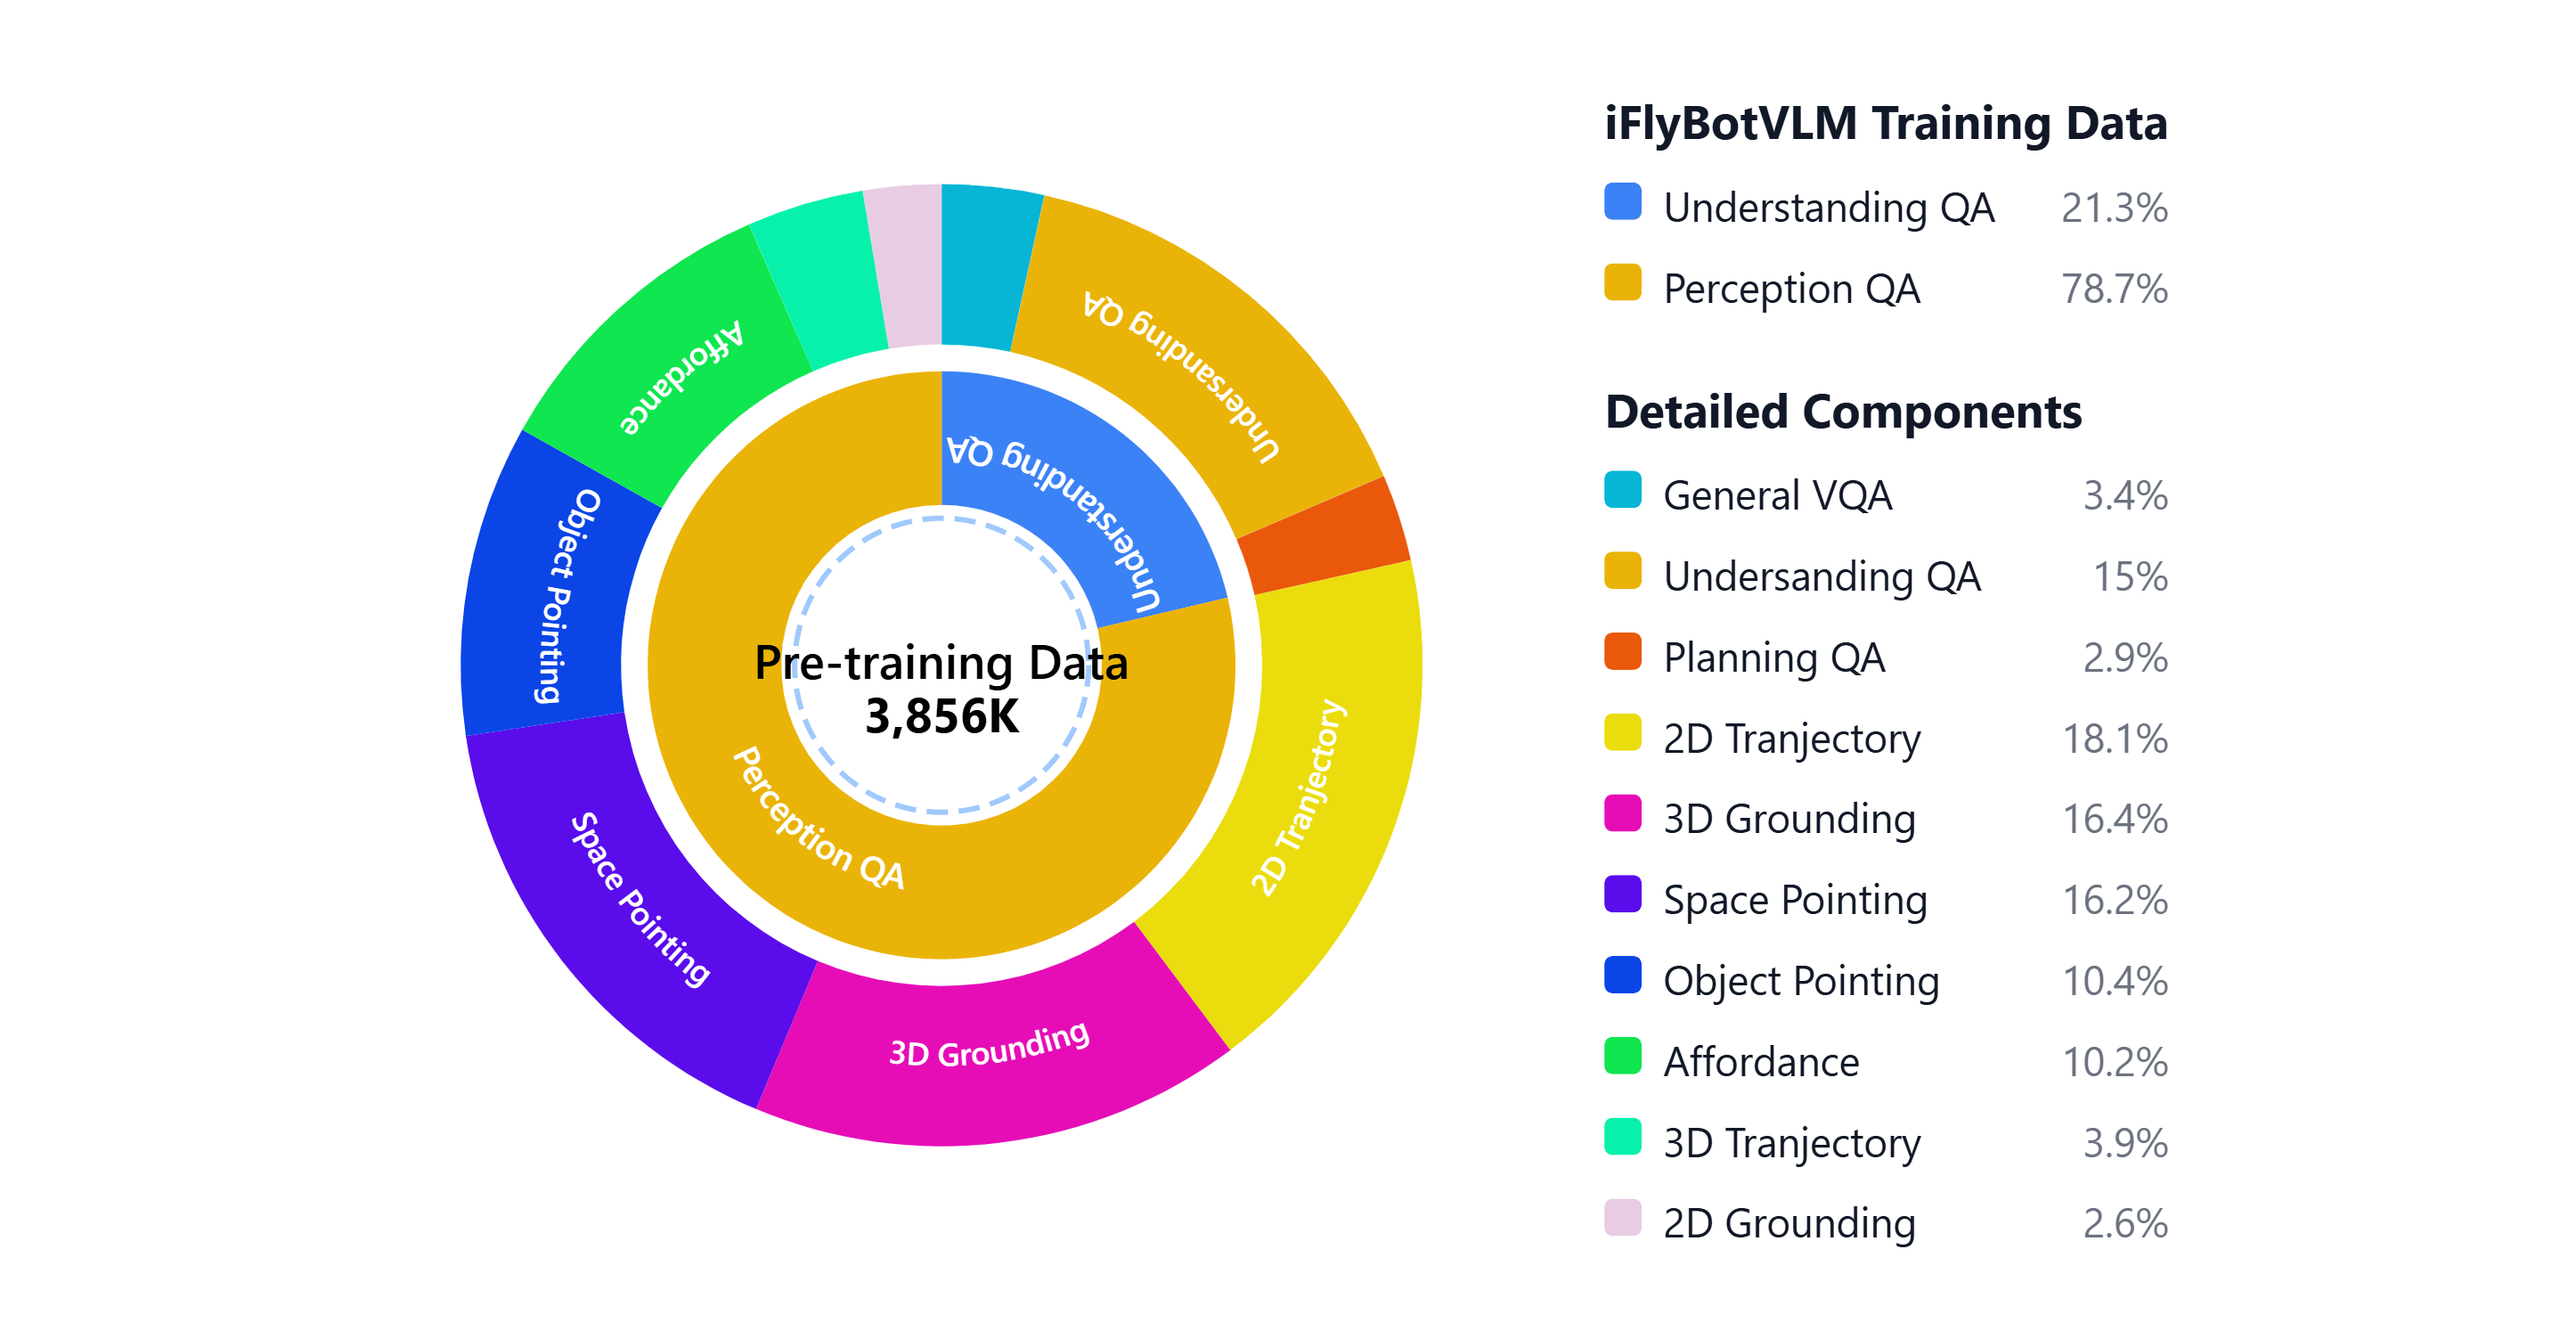 Understanding QA
Perception QA
Pre-training Data
3,856K
Undersanding QA
2D Tranjectory
3D Grounding
Space Pointing
Object Pointing
Affordance
iFlyBotVLM Training Data
Understanding QA 21.3%
Perception QA 78.7%
Detailed Components
General VQA 3.4%
Undersanding QA 15%
Planning QA 2.9%
2D Tranjectory 18.1%
3D Grounding 16.4%
Space Pointing 16.2%
Object Pointing 10.4%
Affordance 10.2%
3D Tranjectory 3.9%
2D Grounding 2.6%